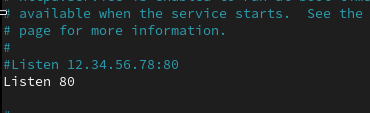 # available when the service starts.  See the
# page for more information.
#
#Listen 12.34.56.78:80
Listen 80